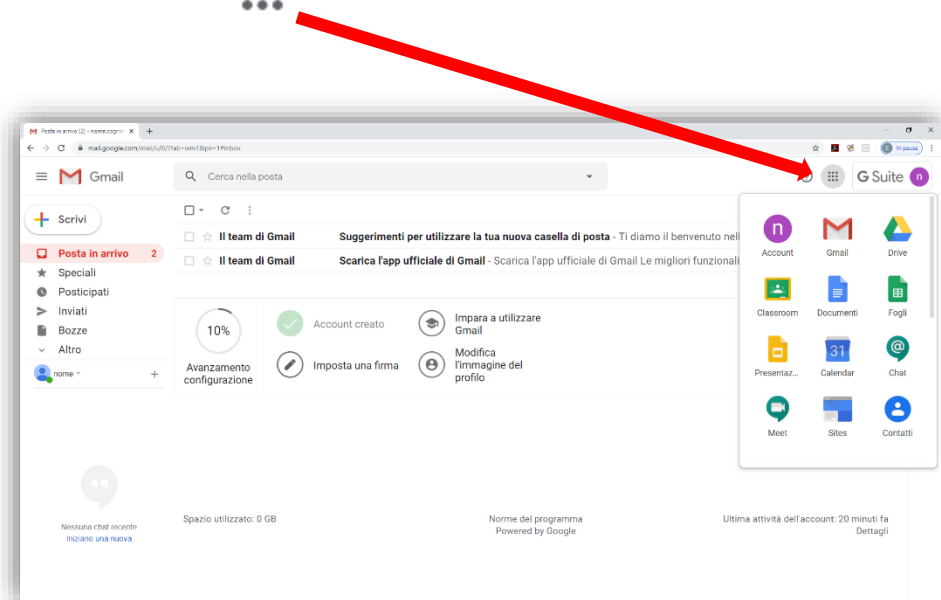 Posta in arrivo (2) - nome.cogno
mail.google.com/mail/u/0/?tab=wm1&pli=1#inbox
In pausa
Gmail
Cerca nella posta
G Suite
n
Scrivi
Posta in arrivo 2
Speciali
Posticipati
Inviati
Bozze
Altro
nome
Il team di Gmail Suggerimenti per utilizzare la tua nuova casella di posta - Ti diamo il benvenuto nell
Il team di Gmail Scarica l'app ufficiale di Gmail - Scarica l'app ufficiale di Gmail Le migliori funzionali
10%
Avanzamento
configurazione
Account creato
Imposta una firma
Impara a utilizzare
Gmail
Modifica
l'immagine del
profilo
n
Account Gmail Drive
Classroom Documenti Fogli
31
Presentaz... Calendar Chat
Meet Sites Contatti
Nessuna chat recente
Iniziane una nuova
Spazio utilizzato: 0 GB
Norme del programma
Powered by Google
Ultima attività dell'account: 20 minuti fa
Dettagli